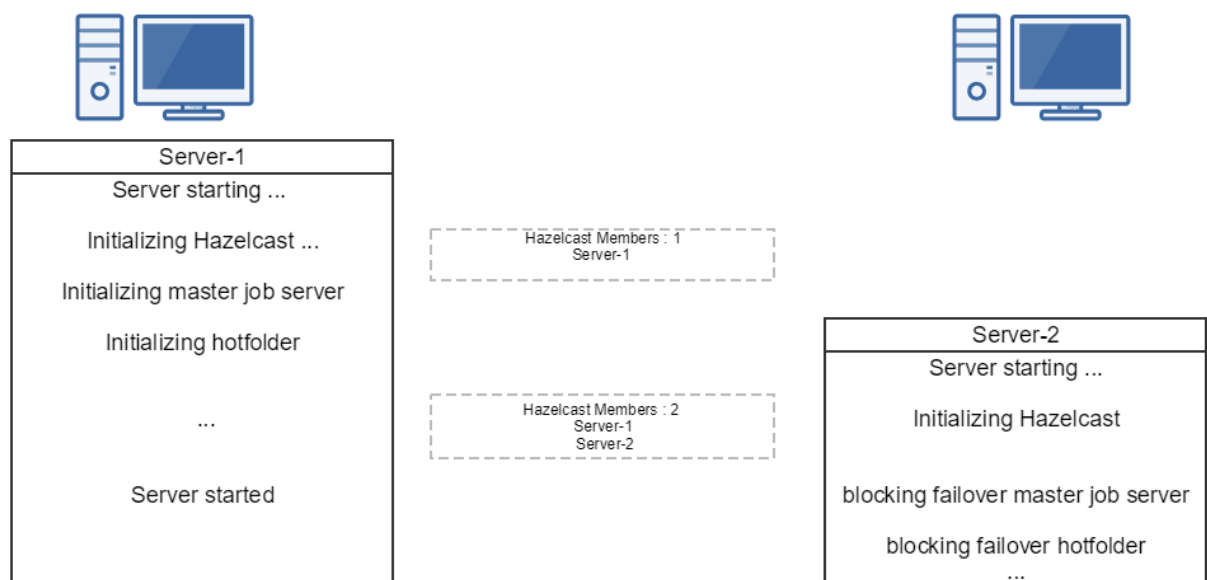 Server-1
Server starting ...
Initializing Hazelcast ...
Initializing master job server
Initializing hotfolder
...
Server started
Hazelcast Members : 1
Server-1
Hazelcast Members : 2
Server-1
Server-2
Server-2
Server starting ...
Initializing Hazelcast
blocking failover master job server
blocking failover hotfolder
...